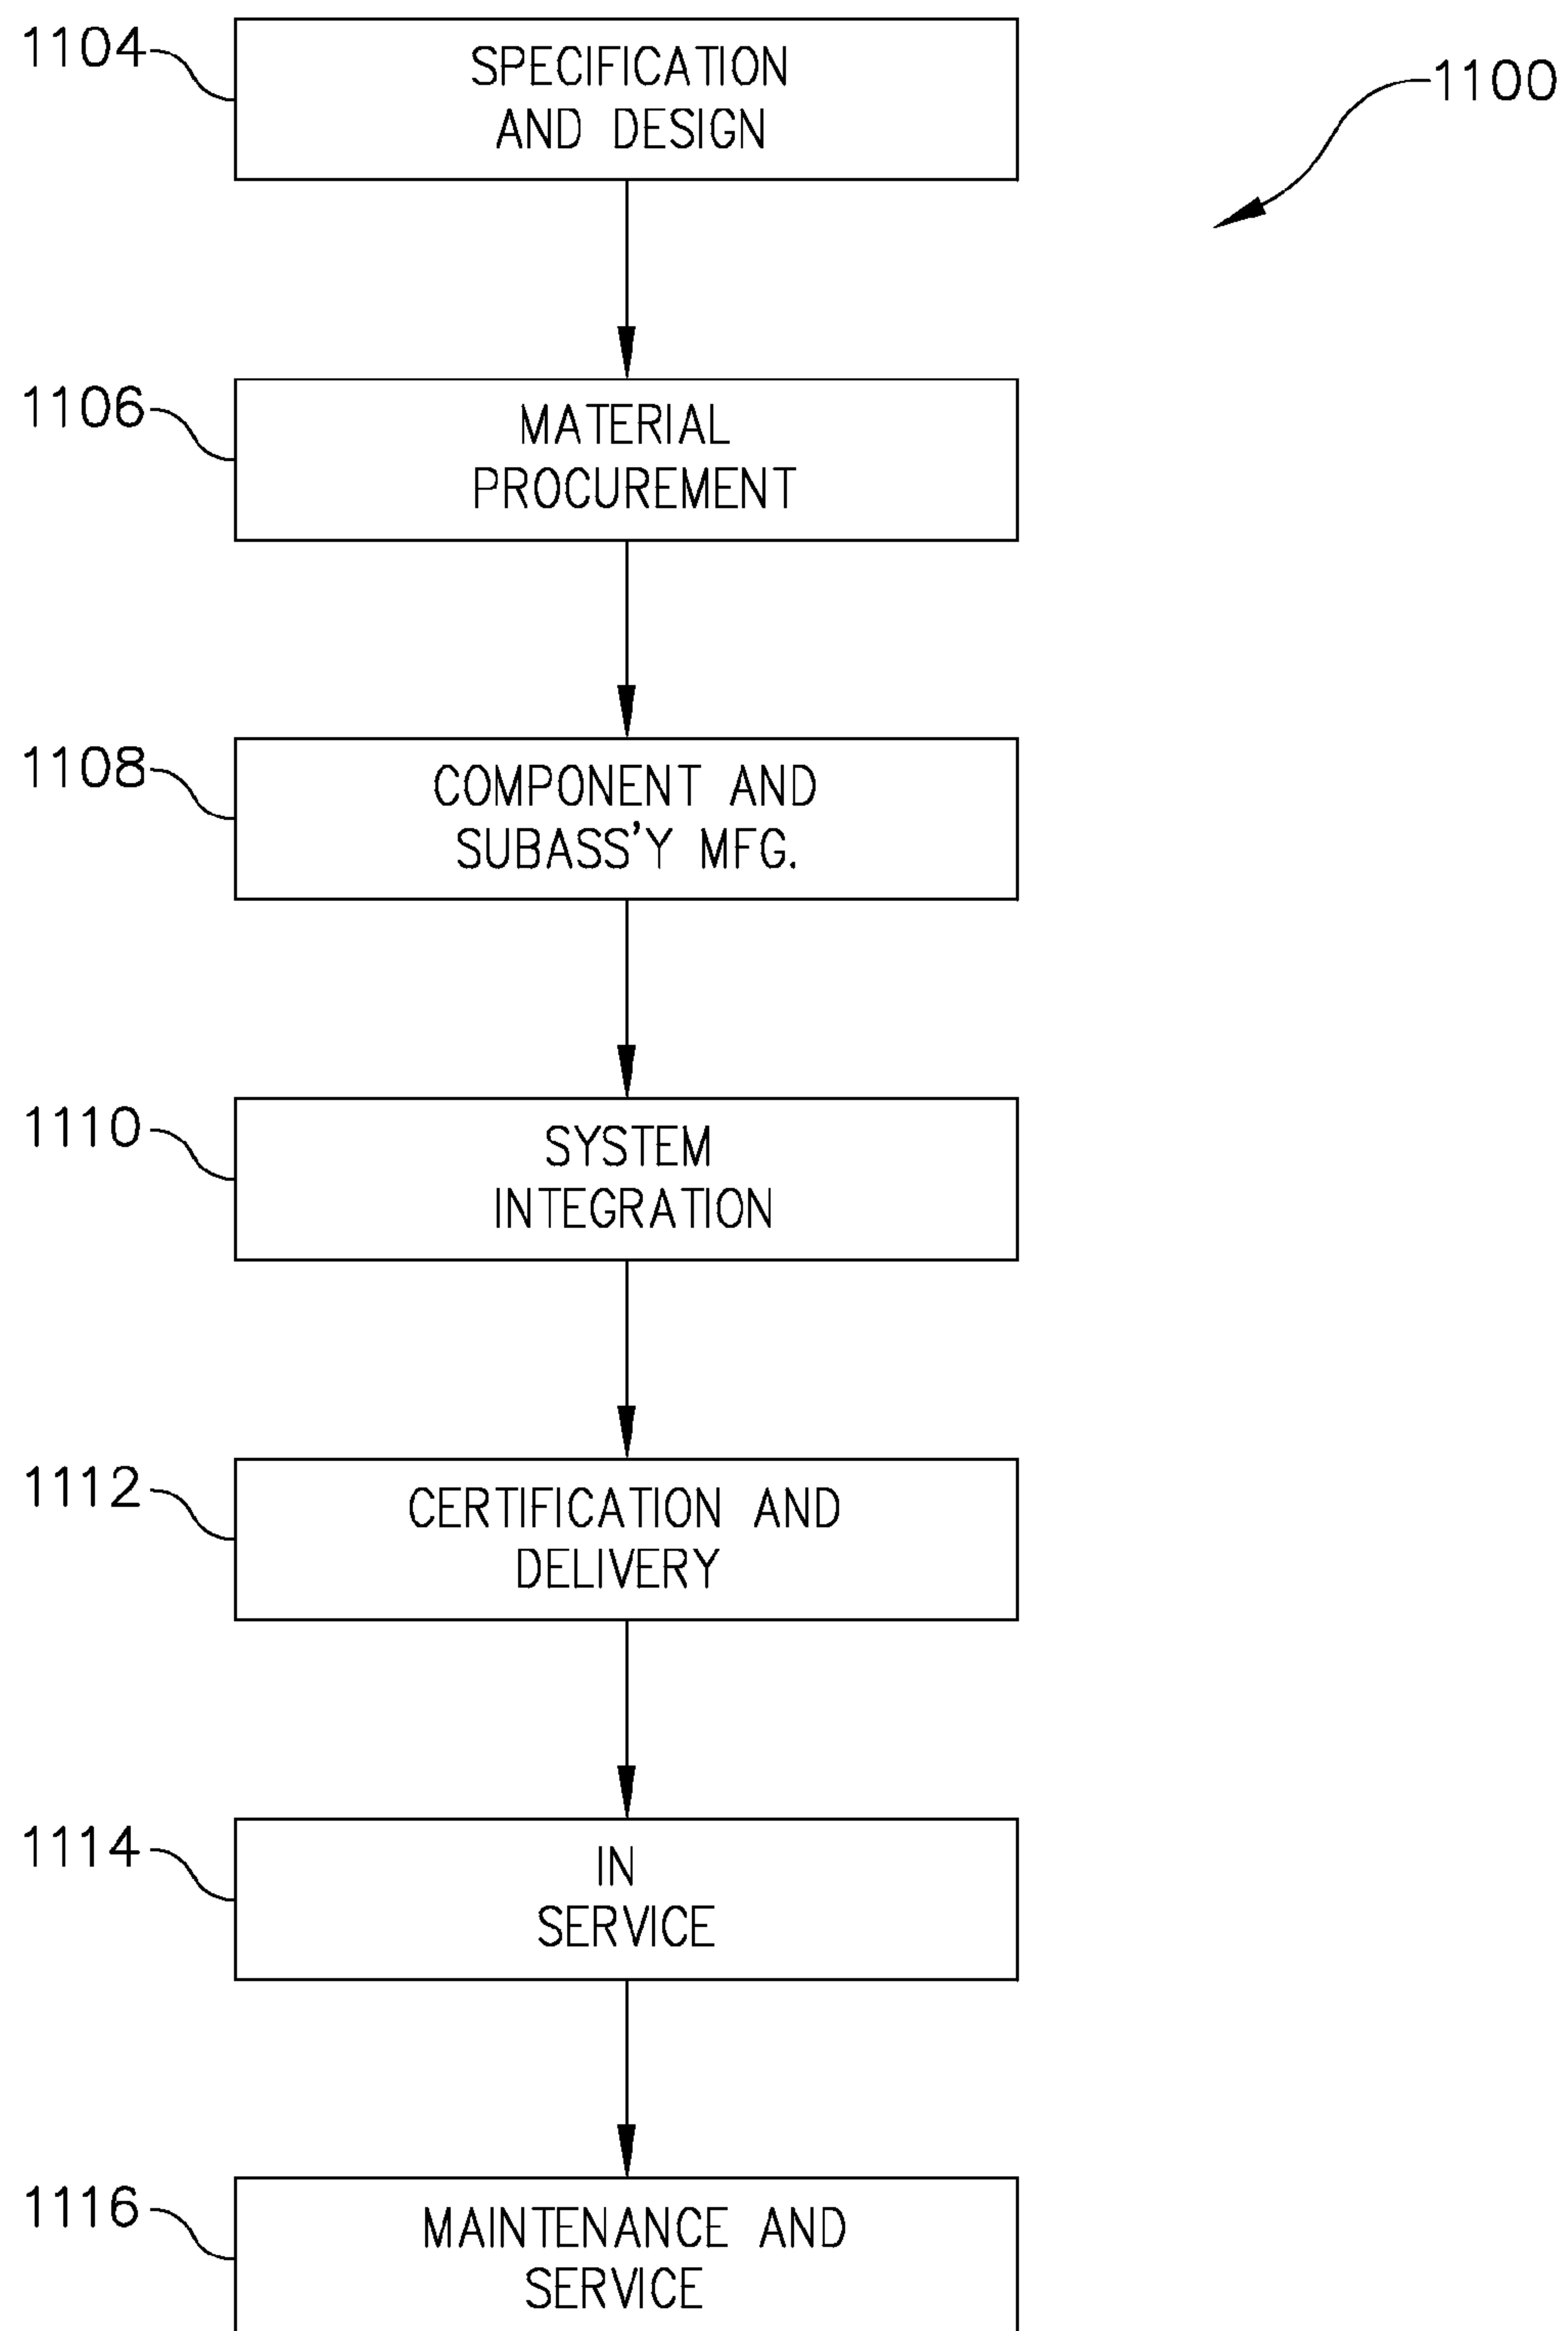 1104
SPECIFICATION
AND DESIGN
1100
1106
MATERIAL
PROCUREMENT
1108
COMPONENT AND
SUBASS'Y MFG.
1110
SYSTEM
INTEGRATION
1112
CERTIFICATION AND
DELIVERY
1114
IN
SERVICE
1116
MAINTENANCE AND
SERVICE